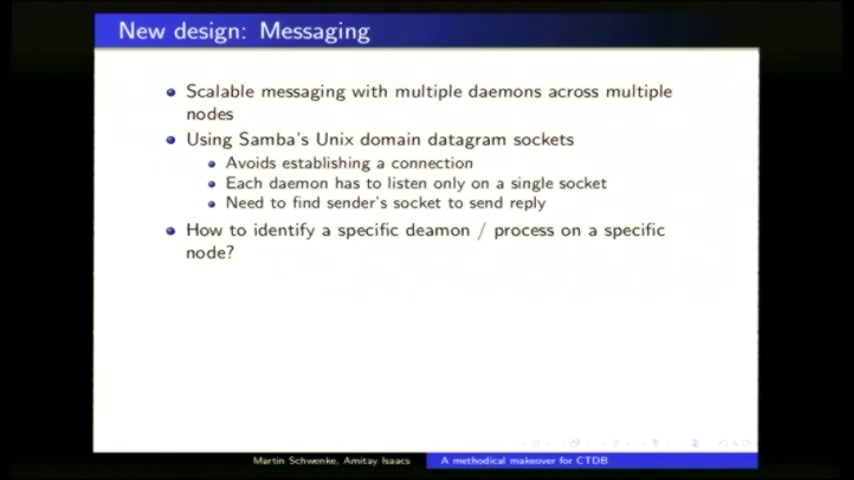 New design: Messaging
Scalable messaging with multiple daemons across multiple
nodes
Using Samba's Unix domain datagram sockets
Avoids establishing a connection
Each daemon has to listen only on a single socket
Need to find sender's socket to send reply
How to identify a specific deamon / process on a specific
node?
Martin Schwenke, Amitay Isaacs
A methodical makeover for CTDB